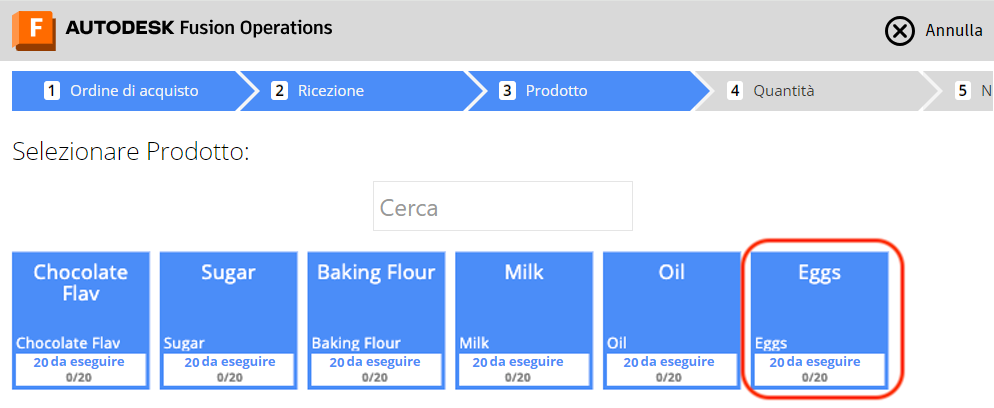 F AUTODESK Fusion Operations
Annulla
1 Ordine di acquisto
2 Ricezione
3 Prodotto
4 Quantità
5 N
Selezionare Prodotto:
Cerca
Chocolate
Flav
Chocolate Flav
20 da eseguire
0/20
Sugar
Sugar
20 da eseguire
0/20
Baking Flour
Baking Flour
20 da eseguire
0/20
Milk
Milk
20 da eseguire
0/20
Oil
Oil
20 da eseguire
0/20
Eggs
Eggs
20 da eseguire
0/20